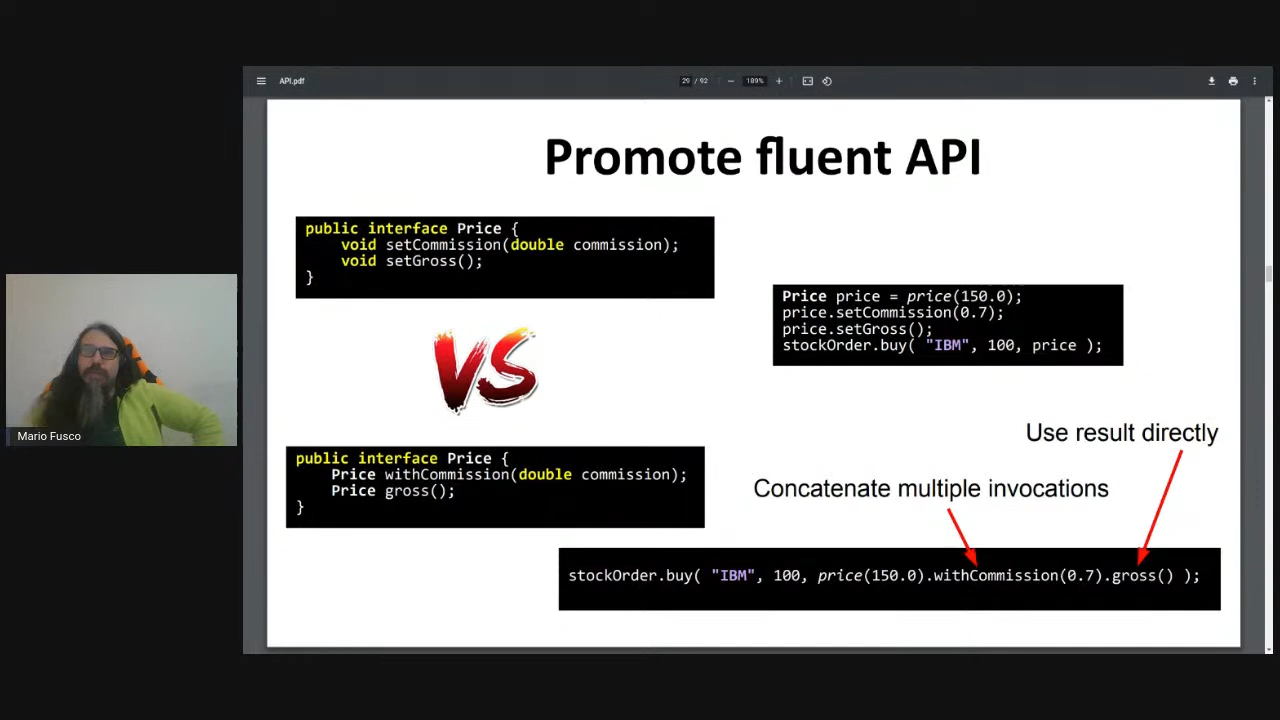 API.pdf
29 / 92
189%
Promote fluent API
public interface Price {
void setCommission(double commission);
void setGross();
}
Price price = price(150.0);
price.setCommission(0.7);
price.setGross();
stockOrder.buy( "IBM", 100, price );
VS
public interface Price {
Price withCommission(double commission);
Price gross();
}
Use result directly
Concatenate multiple invocations
stockOrder.buy( "IBM", 100, price(150.0).withCommission(0.7).gross() );
Mario Fusco